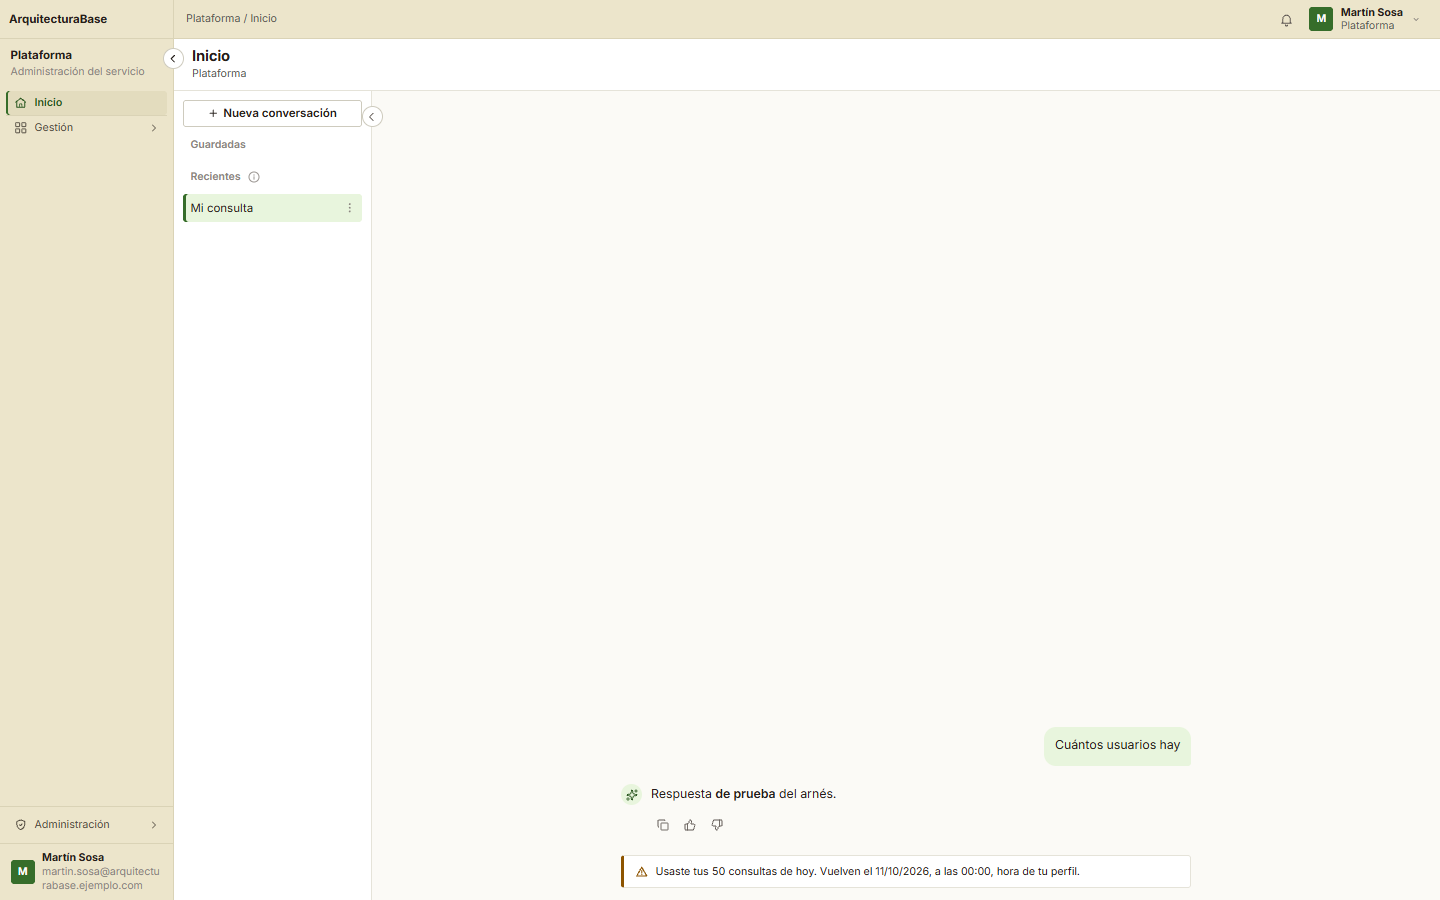 ArquitecturaBase
Plataforma / Inicio
M
Martín Sosa
Plataforma
Plataforma
Administración del servicio
Inicio
Gestión
Inicio
Plataforma
+ Nueva conversación
Guardadas
Recientes
Mi consulta
Cuántos usuarios hay
Respuesta de prueba del arnés.
Usaste tus 50 consultas de hoy. Vuelven el 11/10/2026, a las 00:00, hora de tu perfil.
Administración
M
Martín Sosa
martin.sosa@arquitectu
rabase.ejemplo.com